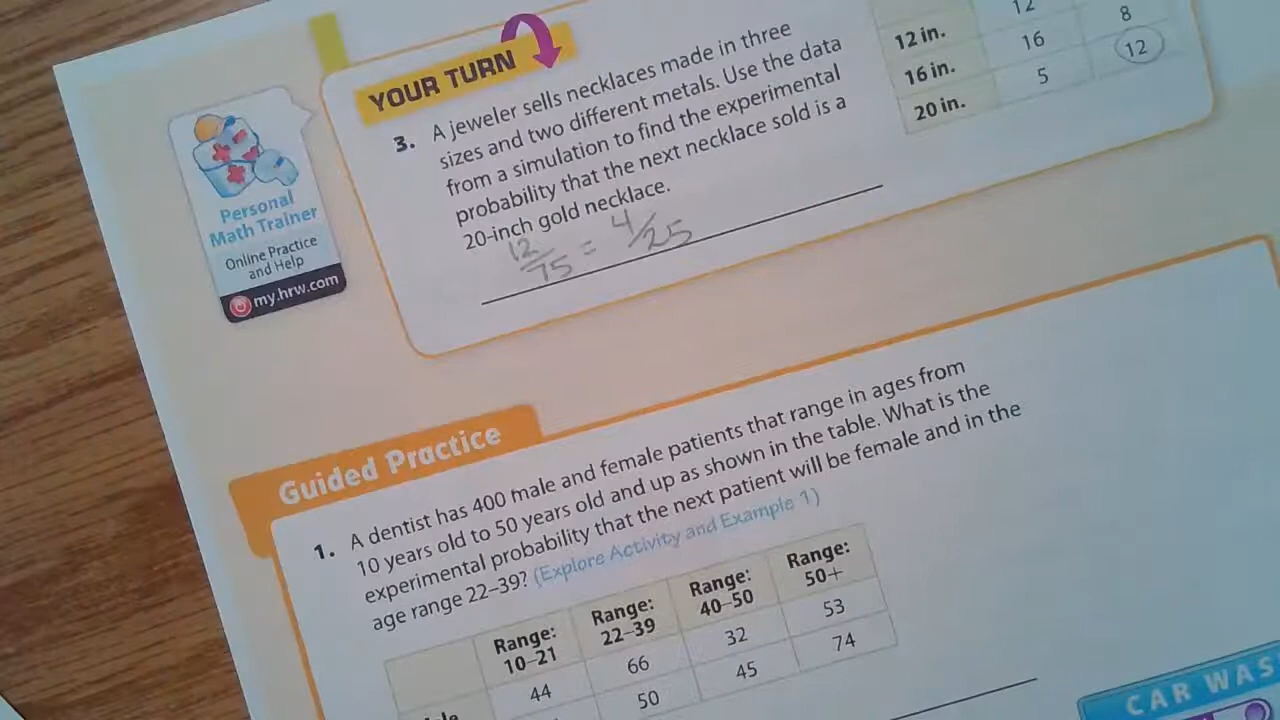 YOUR TURN
3. A jeweler sells necklaces made in three
sizes and two different metals. Use the data
from a simulation to find the experimental
probability that the next necklace sold is a
20-inch gold necklace.
12/75 = 4/25
12
12 in. 16 8
16 in. 5 12
20 in.
Personal
Math Trainer
Online Practice
and Help
my.hrw.com
Guided Practice
1. A dentist has 400 male and female patients that range in ages from
10 years old to 50 years old and up as shown in the table. What is the
experimental probability that the next patient will be female and in the
age range 22–39? (Explore Activity and Example 1)
Range: 10–21 Range: 22–39 Range: 40–50 Range: 50+
44 66 32 53
50 45 74
CAR WAS